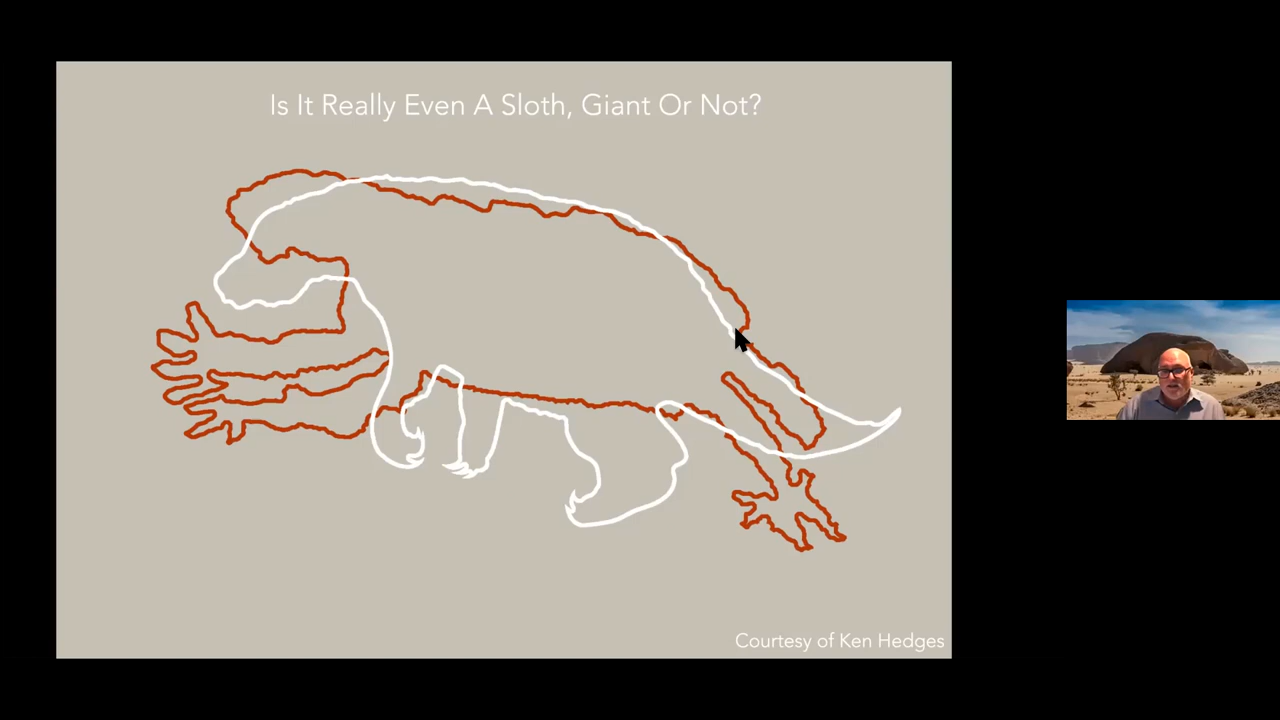 Is It Really Even A Sloth, Giant Or Not?
Courtesy of Ken Hedges